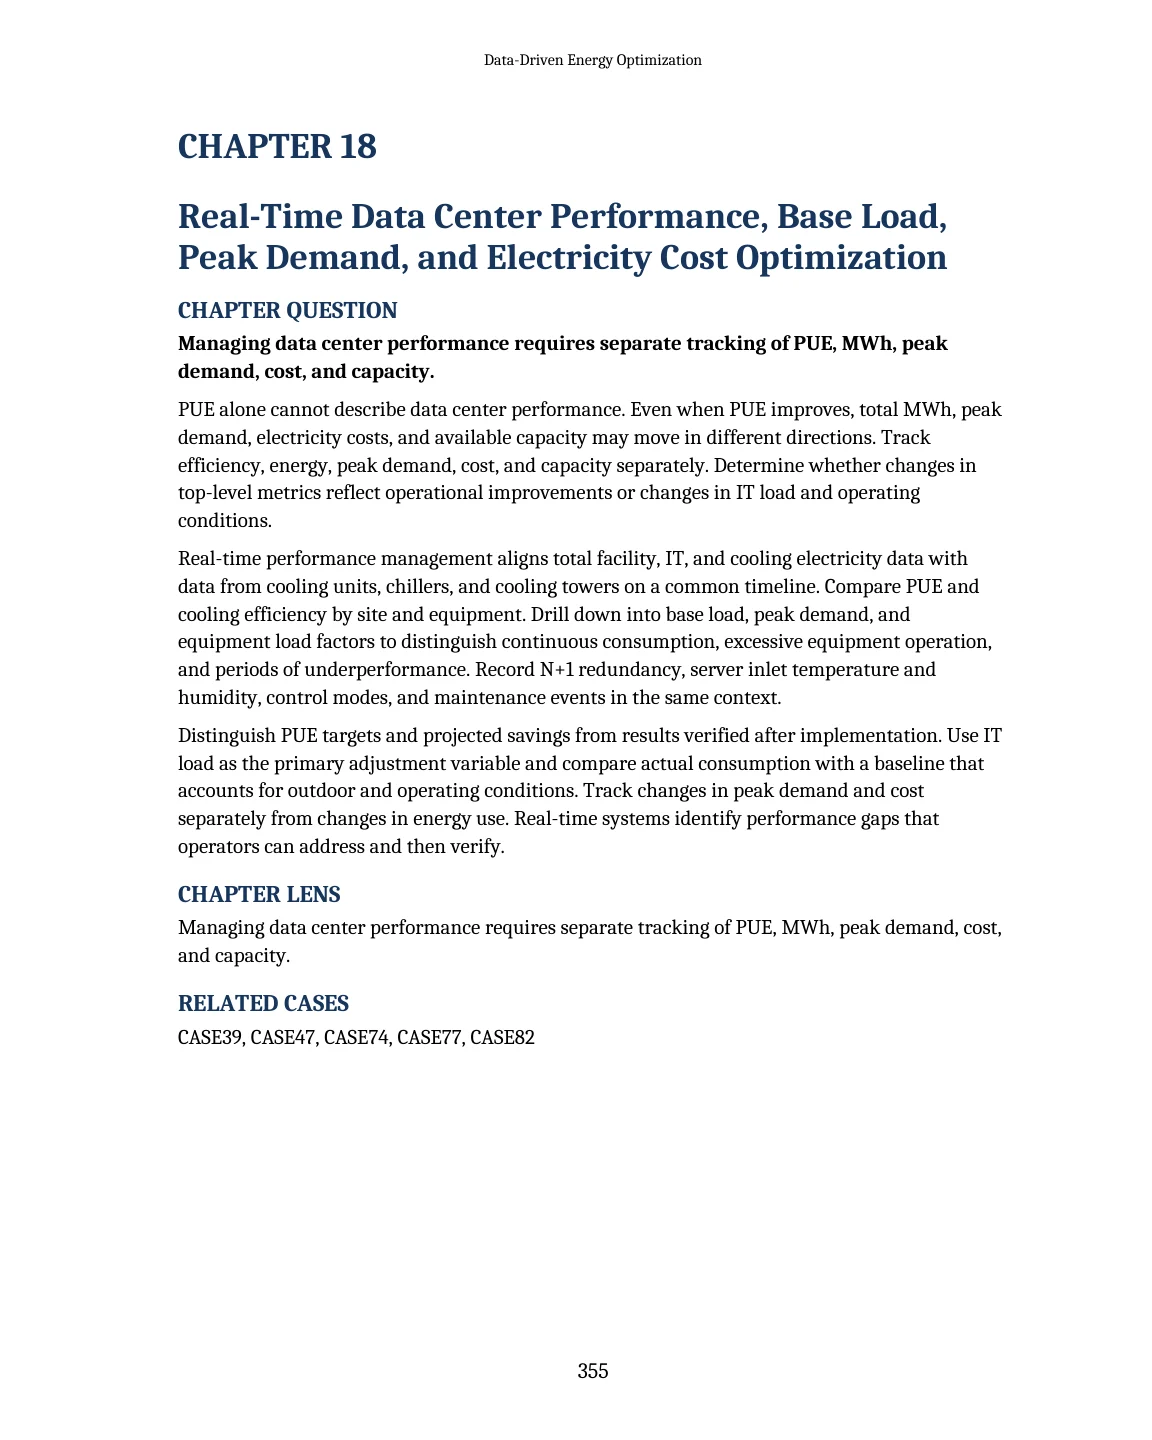 Data-Driven Energy Optimization
CHAPTER 18
Real-Time Data Center Performance, Base Load,
Peak Demand, and Electricity Cost Optimization
CHAPTER QUESTION
Managing data center performance requires separate tracking of PUE, MWh, peak
demand, cost, and capacity.
PUE alone cannot describe data center performance. Even when PUE improves, total MWh, peak
demand, electricity costs, and available capacity may move in different directions. Track
efficiency, energy, peak demand, cost, and capacity separately. Determine whether changes in
top-level metrics reflect operational improvements or changes in IT load and operating
conditions.
Real-time performance management aligns total facility, IT, and cooling electricity data with
data from cooling units, chillers, and cooling towers on a common timeline. Compare PUE and
cooling efficiency by site and equipment. Drill down into base load, peak demand, and
equipment load factors to distinguish continuous consumption, excessive equipment operation,
and periods of underperformance. Record N+1 redundancy, server inlet temperature and
humidity, control modes, and maintenance events in the same context.
Distinguish PUE targets and projected savings from results verified after implementation. Use IT
load as the primary adjustment variable and compare actual consumption with a baseline that
accounts for outdoor and operating conditions. Track changes in peak demand and cost
separately from changes in energy use. Real-time systems identify performance gaps that
operators can address and then verify.
CHAPTER LENS
Managing data center performance requires separate tracking of PUE, MWh, peak demand, cost,
and capacity.
RELATED CASES
CASE39, CASE47, CASE74, CASE77, CASE82
355